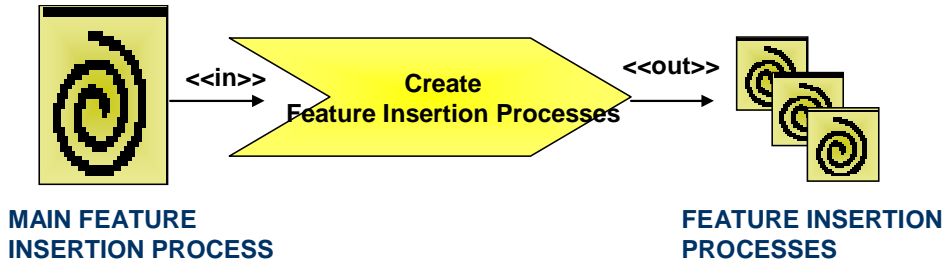 <<in>>
Create
Feature Insertion Processes
<<out>>
MAIN FEATURE
INSERTION PROCESS
FEATURE INSERTION
PROCESSES